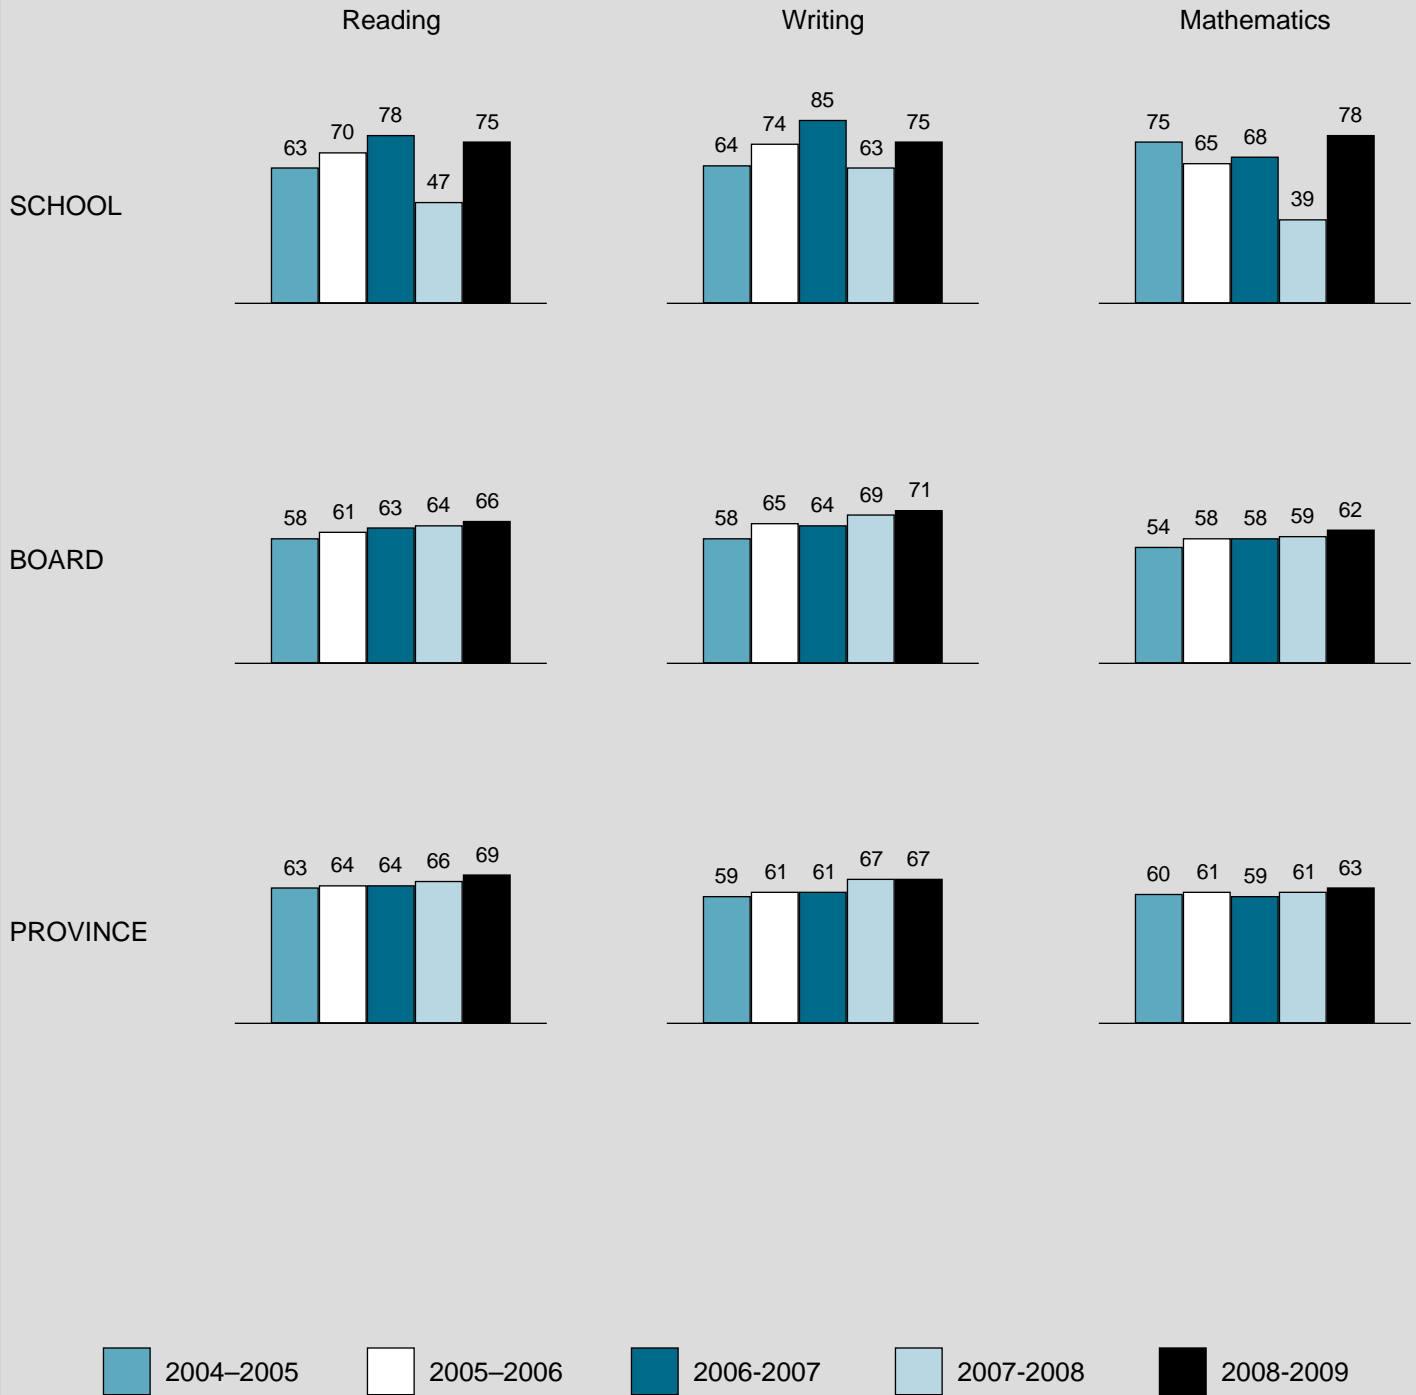 Reading Writing Mathematics
SCHOOL
63 70 78 47 75
64 74 85 63 75
75 65 68 39 78
BOARD
58 61 63 64 66
58 65 64 69 71
54 58 58 59 62
PROVINCE
63 64 64 66 69
59 61 61 67 67
60 61 59 61 63
2004–2005 2005–2006 2006-2007 2007-2008 2008-2009